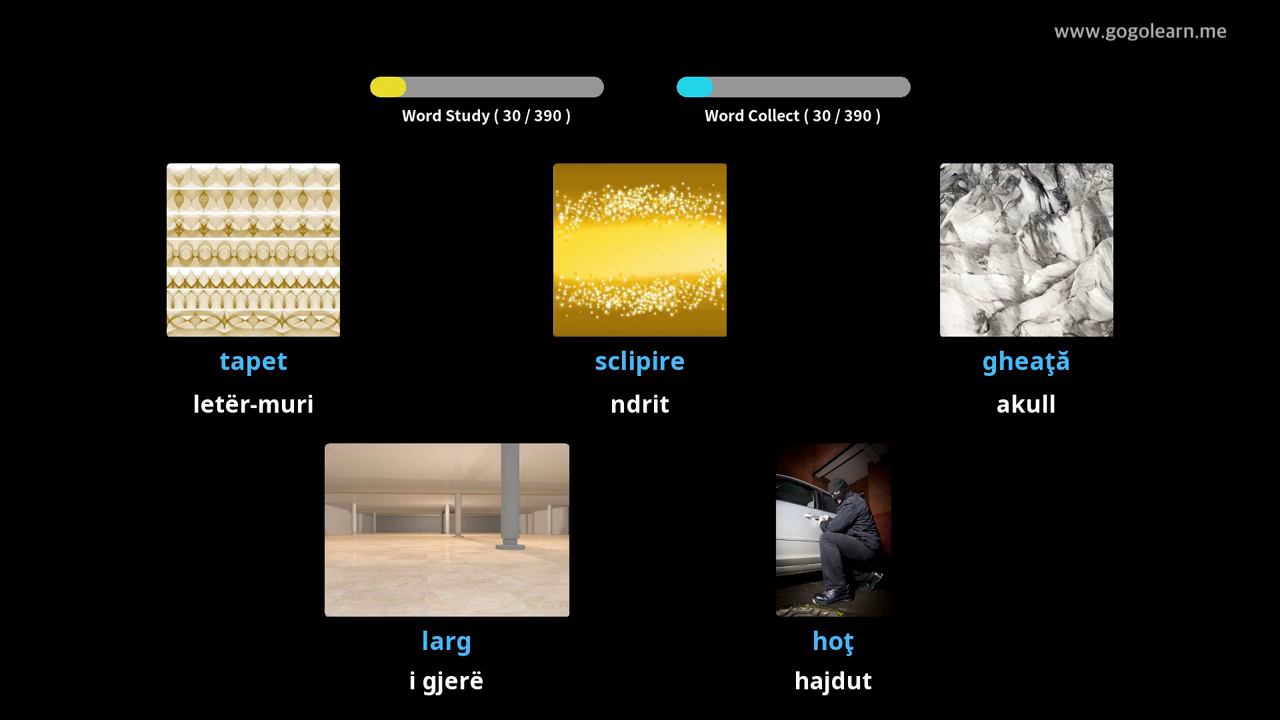 www.gogolearn.me
Word Study ( 30 / 390 )
Word Collect ( 30 / 390 )
tapet
sclipire
gheaţă
letër-muri
ndrit
akull
larg
hoţ
i gjerë
hajdut